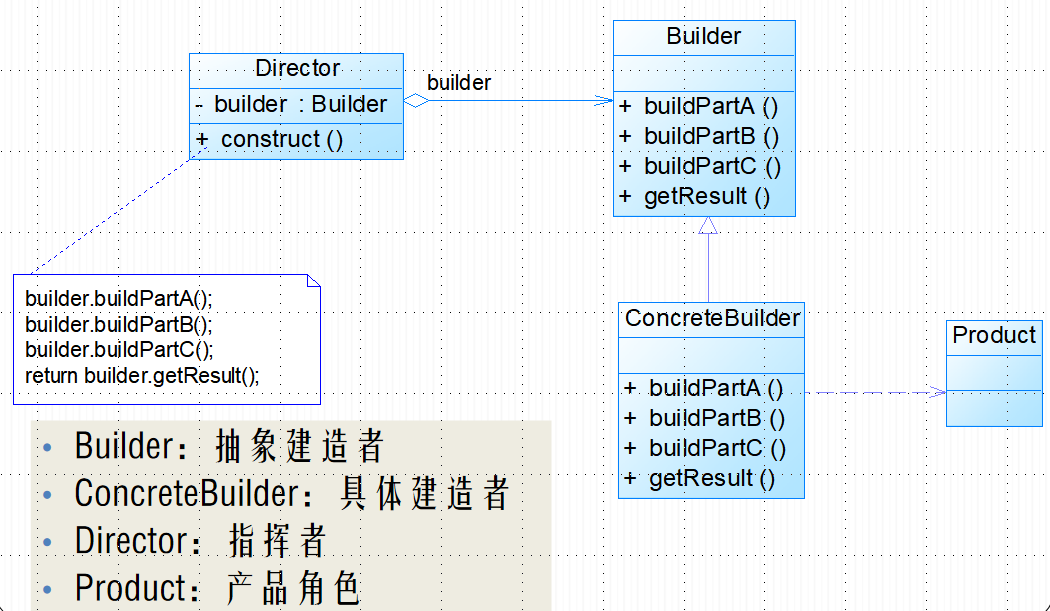 Director
- builder : Builder
+ construct ()
builder
Builder
+ buildPartA ()
+ buildPartB ()
+ buildPartC ()
+ getResult ()
builder.buildPartA();
builder.buildPartB();
builder.buildPartC();
return builder.getResult();
ConcreteBuilder
+ buildPartA ()
+ buildPartB ()
+ buildPartC ()
+ getResult ()
Product
• Builder：抽象建造者
• ConcreteBuilder：具体建造者
• Director：指挥者
• Product：产品角色